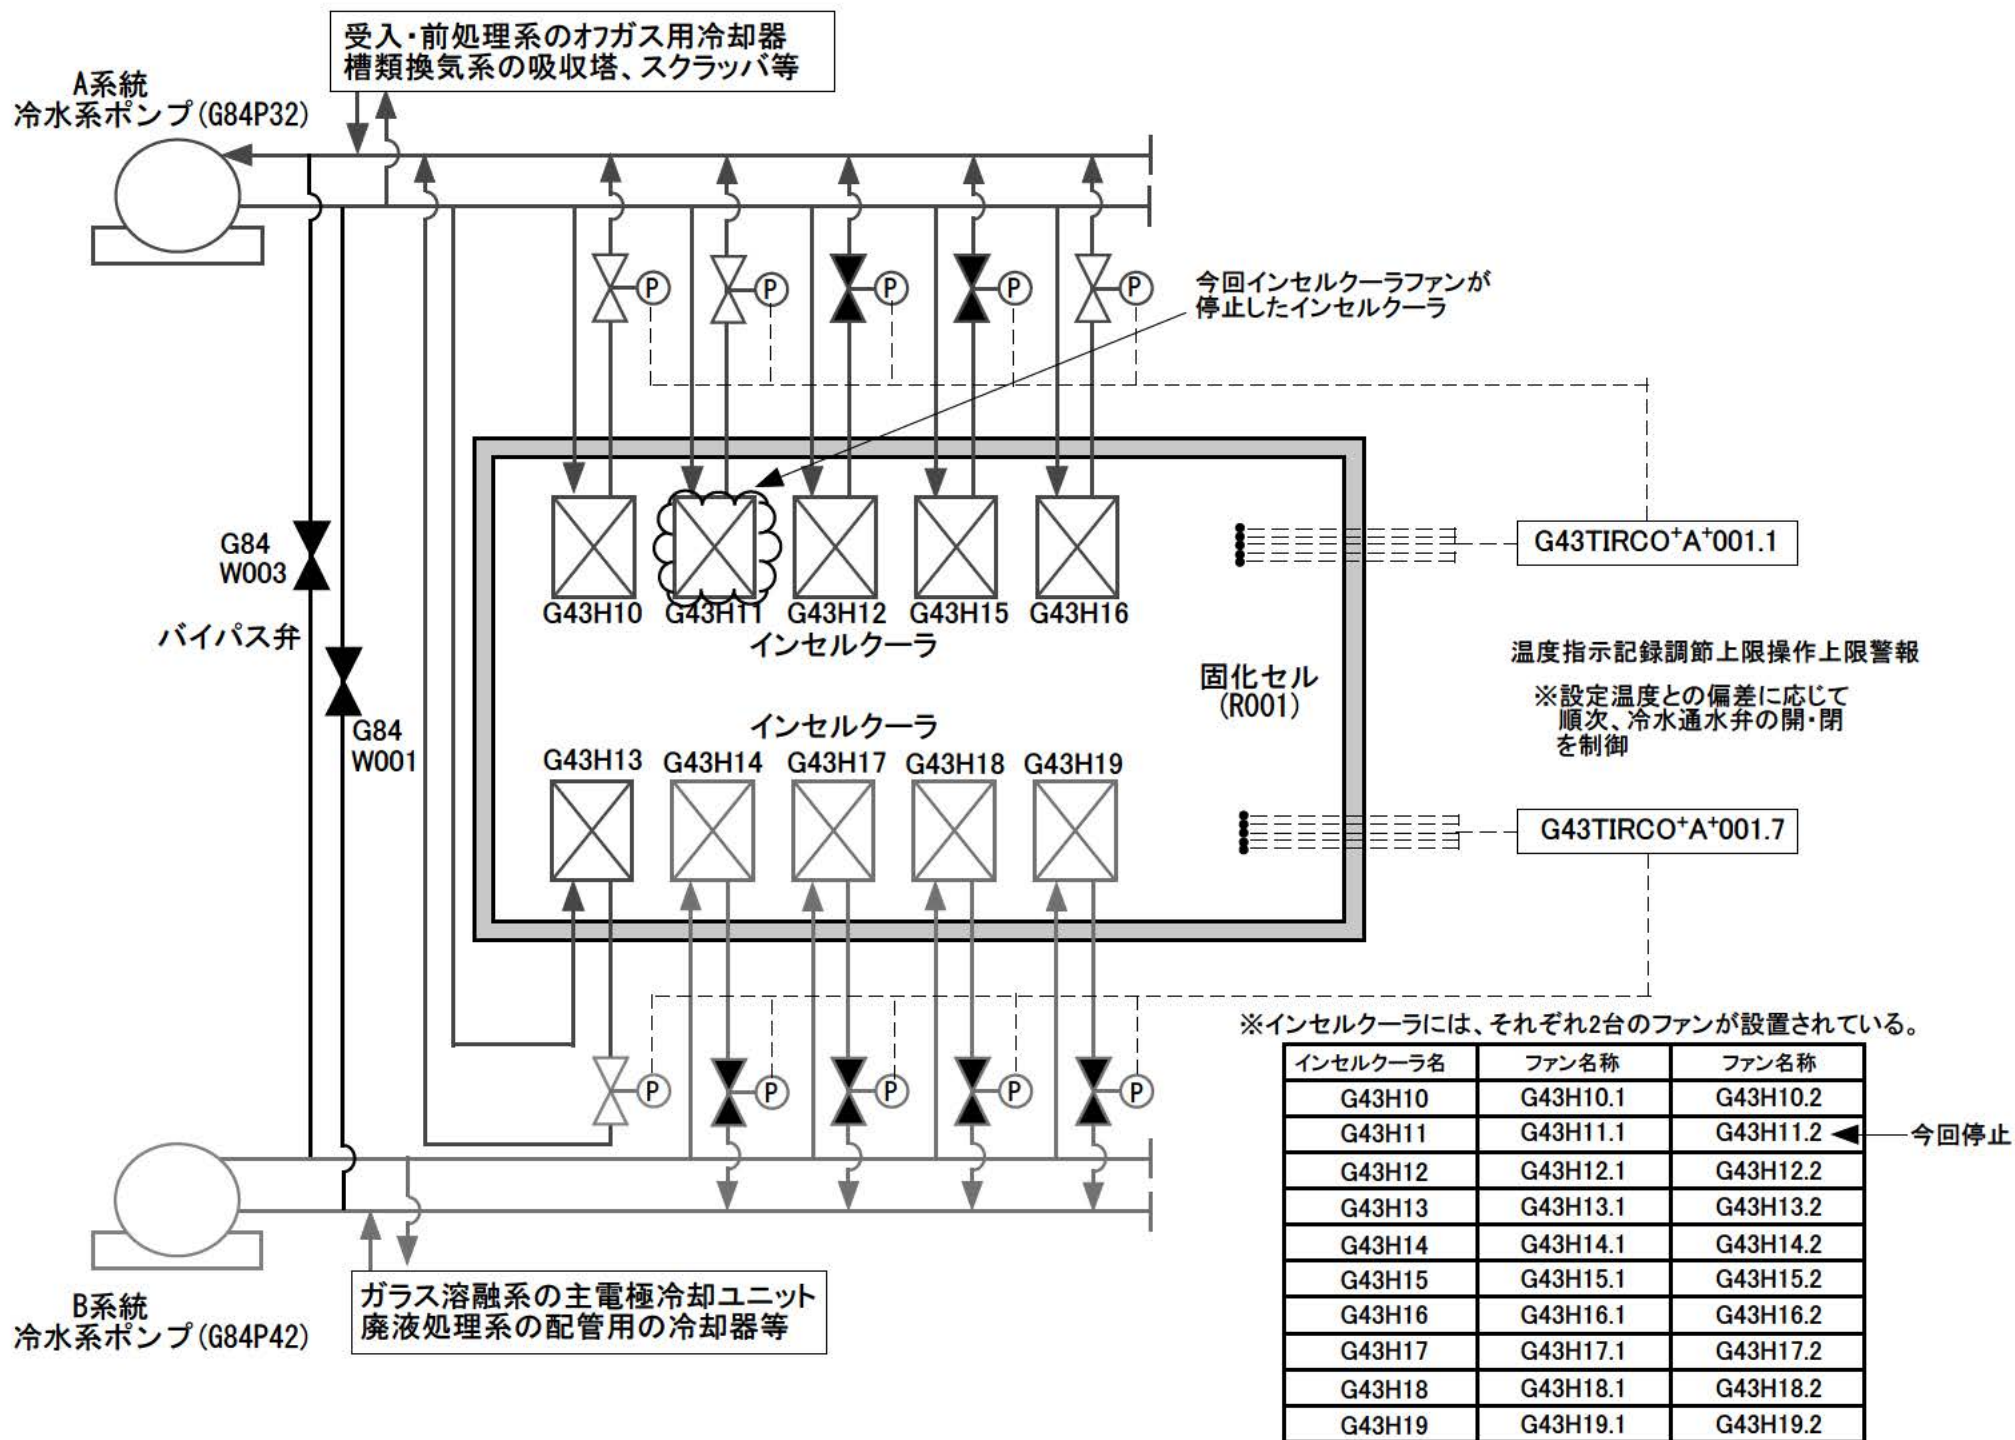 受入・前処理系のオフガス用冷却器
槽類換気系の吸収塔、スクラッバ等
A系統
冷水系ポンプ(G84P32)
P
P
P
P
P
今回インセルクーラファンが
停止したインセルクーラ
G84
W003
バイパス弁
G84
W001
G43H10
G43H11
G43H12
G43H15
G43H16
インセルクーラ
固化セル
(R001)
インセルクーラ
G43H13
G43H14
G43H17
G43H18
G43H19
G43TIRCO⁺A⁺001.1
温度指示記録調節上限操作上限警報
※設定温度との偏差に応じて
順次、冷水通水弁の開・閉
を制御
G43TIRCO⁺A⁺001.7
P
P
P
P
P
B系統
冷水系ポンプ(G84P42)
ガラス溶融系の主電極冷却ユニット
廃液処理系の配管用の冷却器等
※インセルクーラには、それぞれ2台のファンが設置されている。
インセルクーラ名 ファン名称 ファン名称
G43H10 G43H10.1 G43H10.2
G43H11 G43H11.1 G43H11.2 今回停止
G43H12 G43H12.1 G43H12.2
G43H13 G43H13.1 G43H13.2
G43H14 G43H14.1 G43H14.2
G43H15 G43H15.1 G43H15.2
G43H16 G43H16.1 G43H16.2
G43H17 G43H17.1 G43H17.2
G43H18 G43H18.1 G43H18.2
G43H19 G43H19.1 G43H19.2